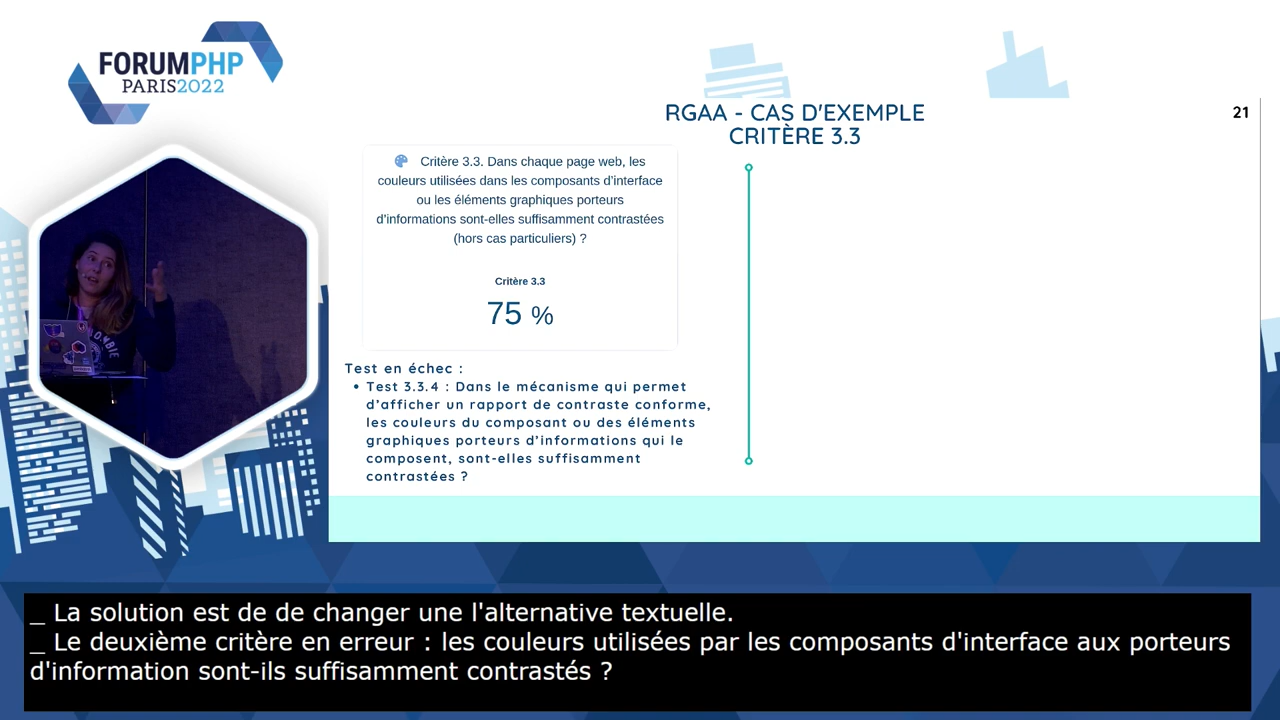 FORUMPHP
PARIS2022
RGAA - CAS D'EXEMPLE
CRITÈRE 3.3
21
Critère 3.3. Dans chaque page web, les
couleurs utilisées dans les composants d'interface
ou les éléments graphiques porteurs
d'informations sont-elles suffisamment contrastées
(hors cas particuliers) ?
Critère 3.3
75 %
Test en échec :
• Test 3.3.4 : Dans le mécanisme qui permet
d'afficher un rapport de contraste conforme,
les couleurs du composant ou des éléments
graphiques porteurs d'informations qui le
composent, sont-elles suffisamment
contrastées ?
_ La solution est de de changer une l'alternative textuelle.
_ Le deuxième critère en erreur : les couleurs utilisées par les composants d'interface aux porteurs
d'information sont-ils suffisamment contrastés ?